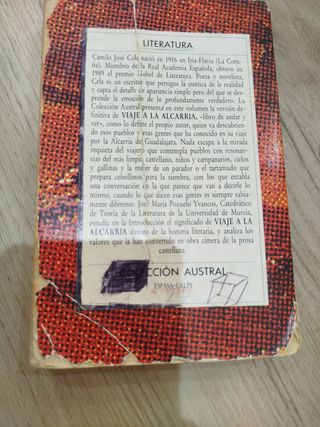 LITERATURA
Camilo José Cela nació en 1916 en Iria-Flavia (La Coru-
ña). Miembro de la Real Academia Española, obtuvo en
1989 el premio Nobel de Literatura. Poeta y novelista,
Cela es un escritor que persigue la estética de la realidad
y capta el detalle en apariencia simple pero del que se des-
prende la emoción de lo profundamente verdadero. La
Colección Austral presenta en este volumen la versión de-
finitiva de VIAJE A LA ALCARRIA, «libro de andar y
ver», como lo define el propio autor, quien va descubrien-
do esos pueblos y esas gentes que ha conocido en su viaje
por la Alcarria de Guadalajara. Nada escapa a la mirada
inquieta del viajero que contempla pueblos con resonan-
cias del más limpio castellano, niños y campanarios, cielos
y gallinas y la mujer de un parador o el tartamudo que
prepara cebollinos para la siembra, con los que entabla
una conversación en la que parece que van a decirle lo
mismo, cuando lo que dicen esas gentes es siempre sabia-
mente diferente. José María Pozuelo Yvancos, Catedrático
de Teoría de la Literatura de la Universidad de Murcia,
estudia en la Introducción el significado de VIAJE A LA
ALCARRIA dentro de la historia literaria, y analiza los
valores que la han convertido en obra cimera de la prosa
castellana.
COLECCIÓN AUSTRAL
ESPASA-CALPE